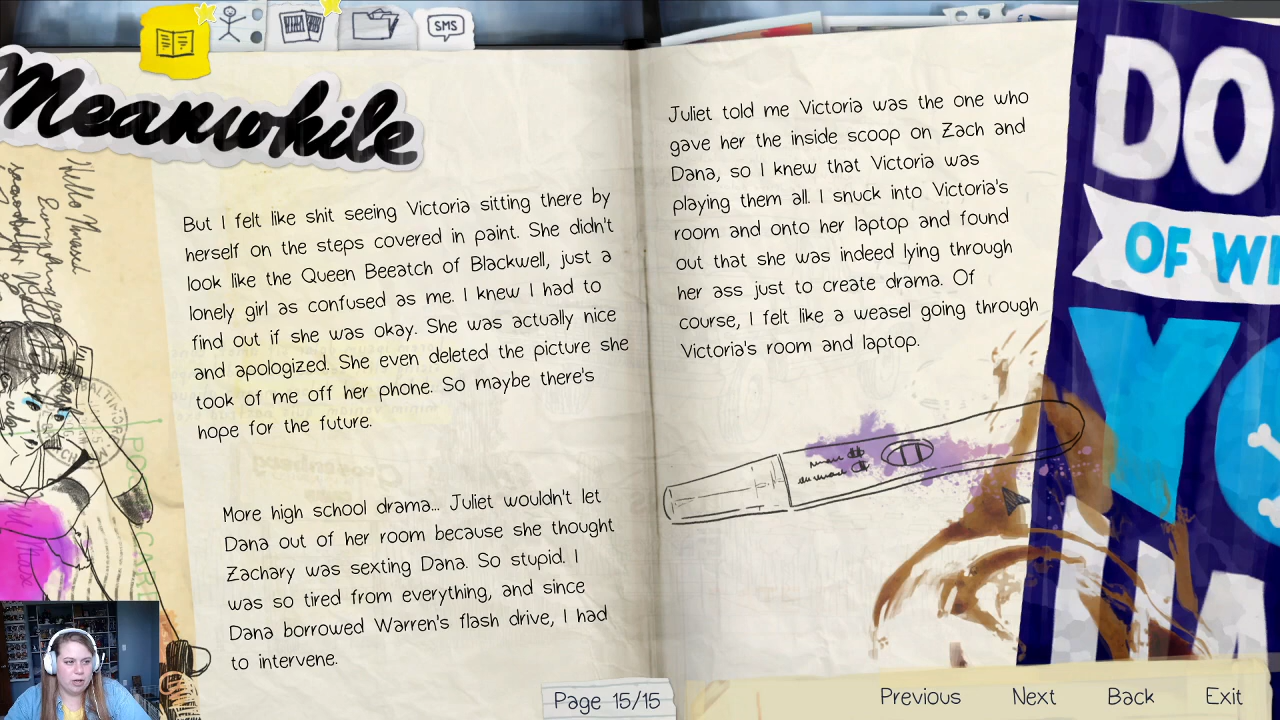 SMS
Meanwhile
But I felt like shit seeing Victoria sitting there by
herself on the steps covered in paint. She didn't
look like the Queen Beeatch of Blackwell, just a
lonely girl as confused as me. I knew I had to
find out if she was okay. She was actually nice
and apologized. She even deleted the picture she
took of me off her phone. So maybe there's
hope for the future.
More high school drama... Juliet wouldn't let
Dana out of her room because she thought
Zachary was sexting Dana. So stupid. I
was so tired from everything, and since
Dana borrowed Warren's flash drive, I had
to intervene.
Juliet told me Victoria was the one who
gave her the inside scoop on Zach and
Dana, so I knew that Victoria was
playing them all. I snuck into Victoria's
room and onto her laptop and found
out that she was indeed lying through
her ass just to create drama. Of
course, I felt like a weasel going through
Victoria's room and laptop.
DO
OF WI
YO
Page 15/15
Previous
Next
Back
Exit